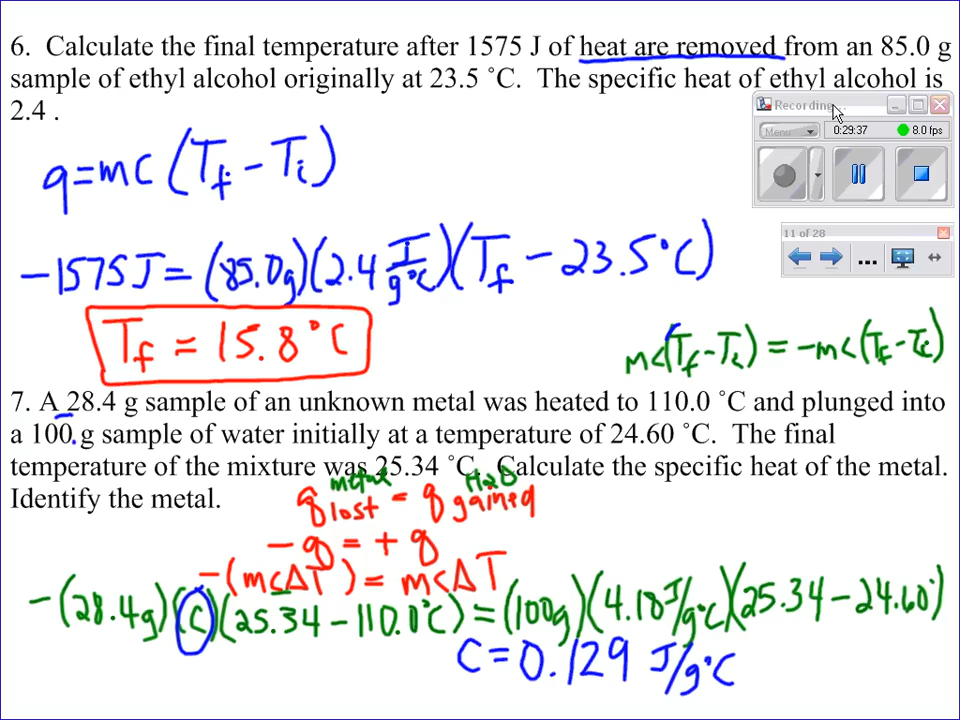 6. Calculate the final temperature after 1575 J of heat are removed from an 85.0 g
sample of ethyl alcohol originally at 23.5 ˚C. The specific heat of ethyl alcohol is
2.4 .
Recording...
Menu
0:29:37
8.0 fps
q=mc(Tf-Ti)
11 of 28
-1575J=(85.0g)(2.4 J/g°C)(Tf-23.5°C)
Tf = 15.8°C
mc(Tf-Ti)=-mc(Tf-Ti)
7. A 28.4 g sample of an unknown metal was heated to 110.0 ˚C and plunged into
a 100. g sample of water initially at a temperature of 24.60 ˚C. The final
temperature of the mixture was 25.34 ˚C. Calculate the specific heat of the metal.
Identify the metal.
metal H2O
q lost = q gained
-q = +q
-(mcΔT) = mcΔT
-(28.4g)(c)(25.34-110.0°C)=(100g)(4.18J/g°C)(25.34-24.60°)
C=0.129 J/g°C